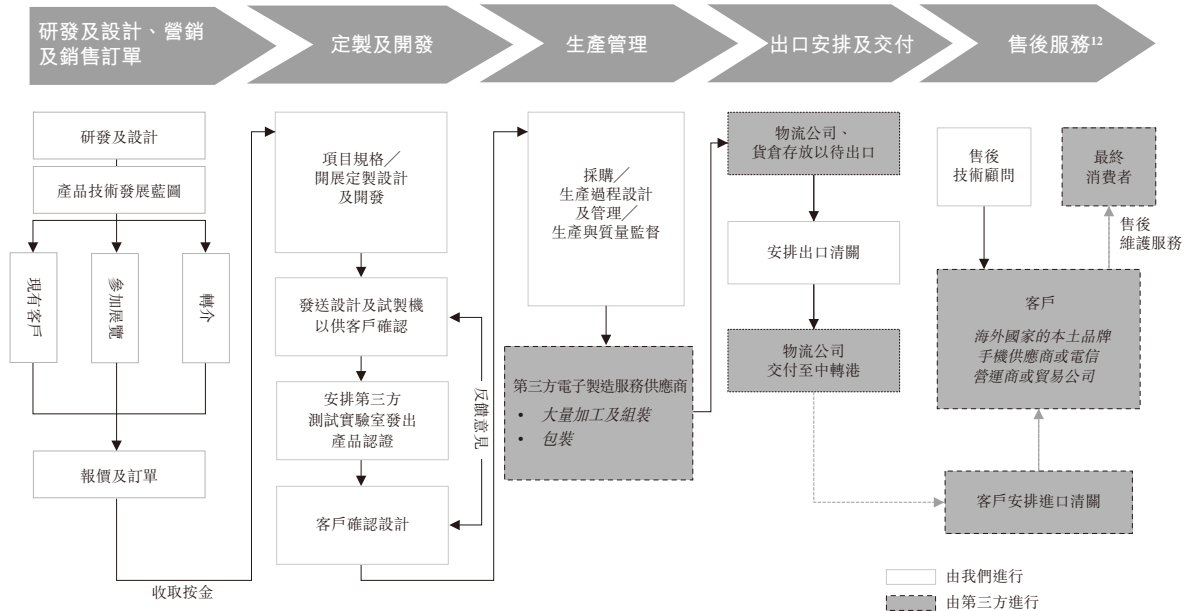 研發及設計、營銷
及銷售訂單
定製及開發
生產管理
出口安排及交付
售後服務¹²
研發及設計
產品技術發展藍圖
現有客戶
參加展覽
轉介
報價及訂單
收取按金
項目規格／
開展定製設計
及開發
發送設計及試製機
以供客戶確認
安排第三方
測試實驗室發出
產品認證
客戶確認設計
反饋意見
採購／
生產過程設計
及管理／
生產與質量監督
第三方電子製造服務供應商
• 大量加工及組裝
• 包裝
物流公司、
貨倉存放以待出口
安排出口清關
物流公司
交付至中轉港
售後
技術顧問
最終
消費者
售後
維護服務
客戶
海外國家的本土品牌
手機供應商或電信
營運商或貿易公司
客戶安排進口清關
由我們進行
由第三方進行